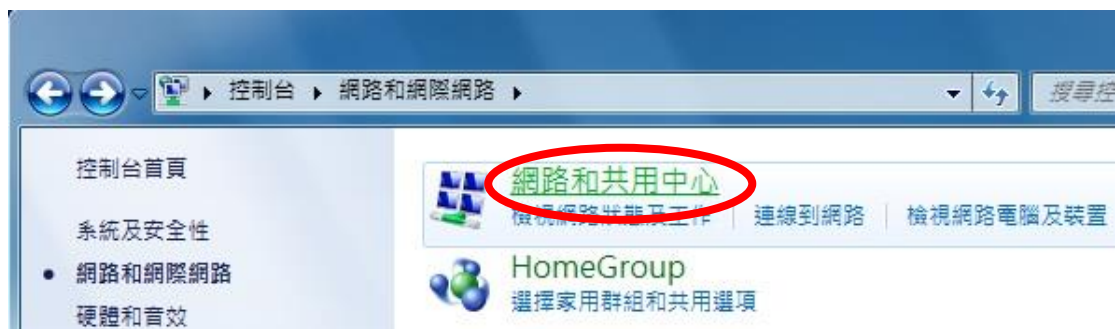 控制台 網路和網際網路
搜尋控
控制台首頁
系統及安全性
網路和網際網路
硬體和音效
網路和共用中心
檢視網路狀態及工作 連線到網路 檢視網路電腦及裝置
HomeGroup
選擇家用群組和共用選項